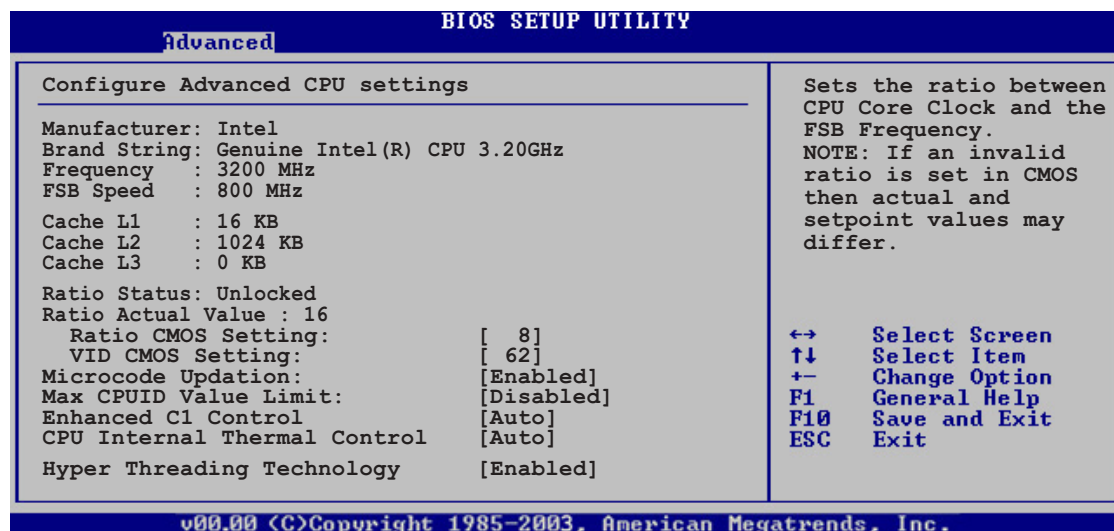 BIOS SETUP UTILITY
Advanced
Configure Advanced CPU settings
Manufacturer: Intel
Brand String: Genuine Intel(R) CPU 3.20GHz
Frequency : 3200 MHz
FSB Speed : 800 MHz
Cache L1 : 16 KB
Cache L2 : 1024 KB
Cache L3 : 0 KB
Ratio Status: Unlocked
Ratio Actual Value : 16
Ratio CMOS Setting: [ 8]
VID CMOS Setting: [ 62]
Microcode Updation: [Enabled]
Max CPUID Value Limit: [Disabled]
Enhanced C1 Control [Auto]
CPU Internal Thermal Control [Auto]
Hyper Threading Technology [Enabled]
Sets the ratio between
CPU Core Clock and the
FSB Frequency.
NOTE: If an invalid
ratio is set in CMOS
then actual and
setpoint values may
differ.
←→ Select Screen
↑↓ Select Item
+- Change Option
F1 General Help
F10 Save and Exit
ESC Exit
v00.00 (C)Copyright 1985-2003, American Megatrends, Inc.